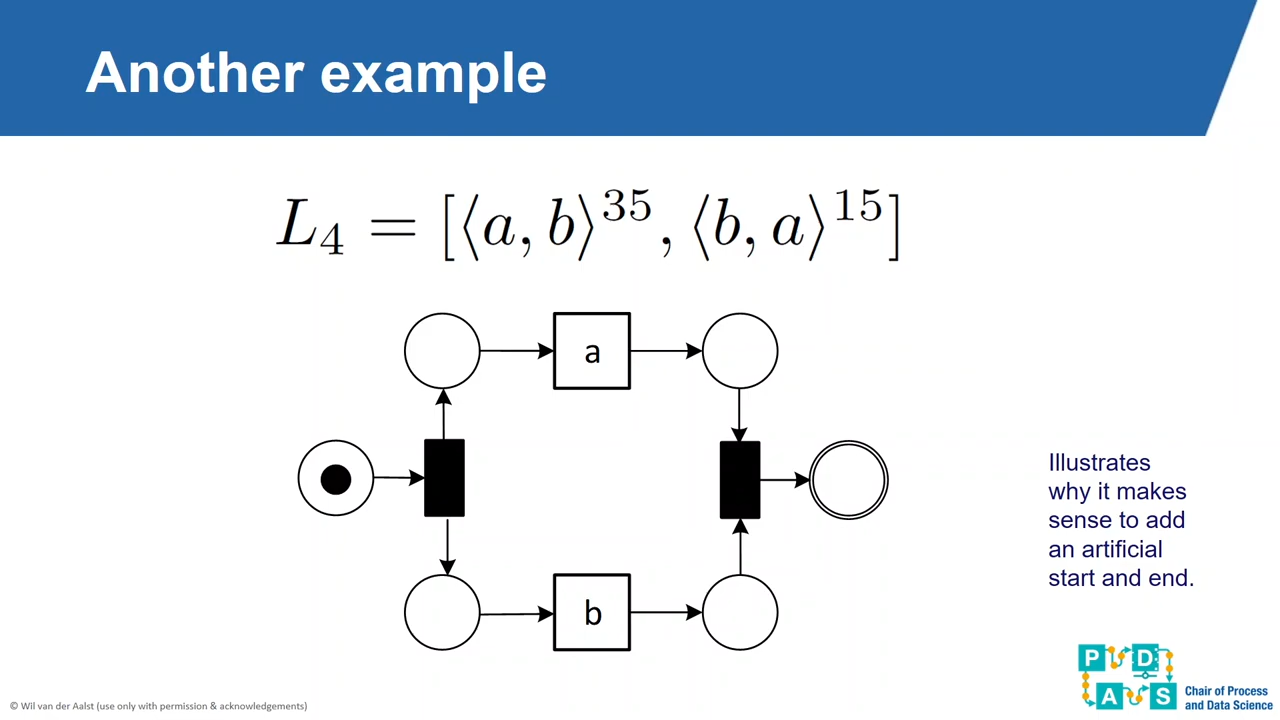 Another example
L₄ = [⟨a, b⟩³⁵, ⟨b, a⟩¹⁵]
a
b
Illustrates
why it makes
sense to add
an artificial
start and end.
P D
A S
Chair of Process
and Data Science
© Wil van der Aalst (use only with permission & acknowledgements)